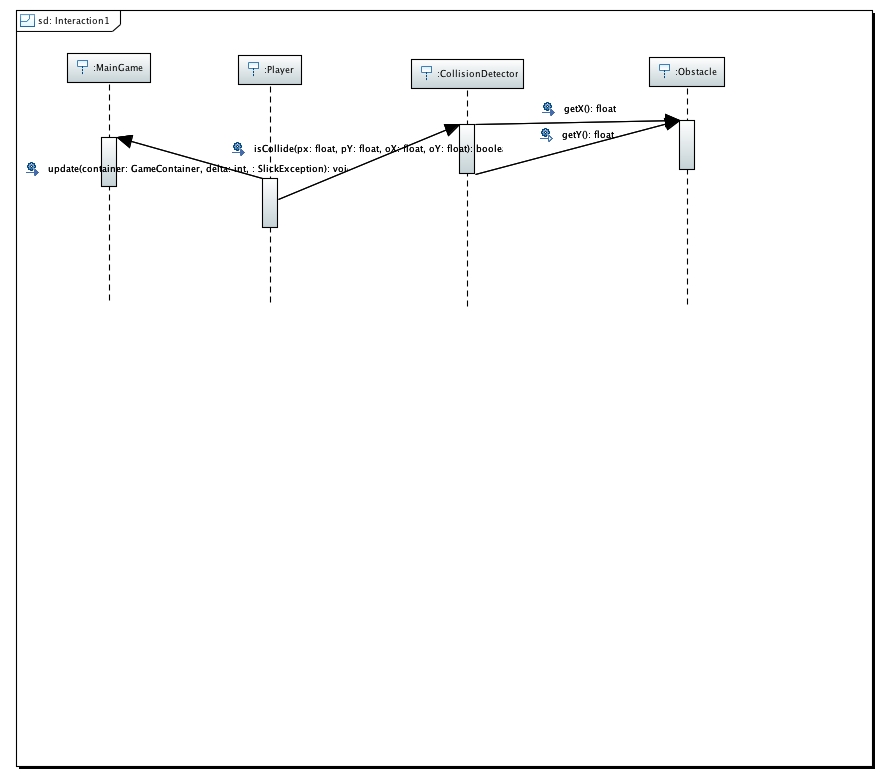 sd: Interaction1
:MainGame
:Player
:CollisionDetector
:Obstacle
getX(): float
getY(): float
isCollide(px: float, pY: float, oX: float, oY: float): boolea
update(container: GameContainer, delta: int, : SlickException): voi